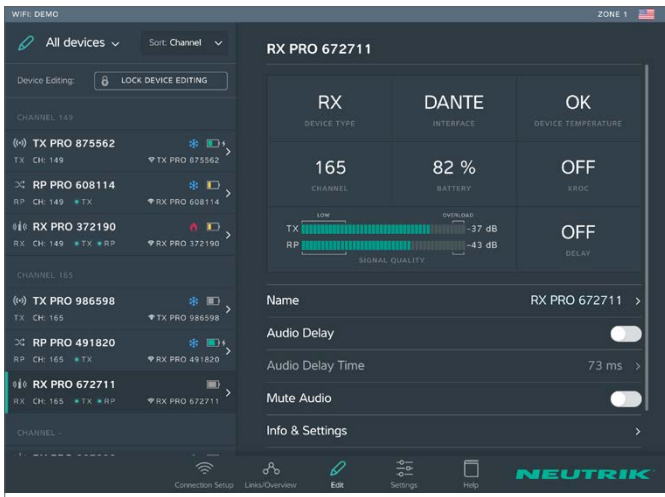 WIFI: DEMO
ZONE 1
All devices
Sort: Channel
Device Editing:
LOCK DEVICE EDITING
CHANNEL 149
TX PRO 875562
TX CH: 149
TX PRO 875562
RP PRO 608114
RP CH: 149 TX
RX PRO 608114
RX PRO 372190
RX CH: 149 TX RP
RX PRO 372190
CHANNEL 165
TX PRO 986598
TX CH: 165
TX PRO 986598
RP PRO 491820
RP CH: 165 TX
RX PRO 491820
RX PRO 672711
RX CH: 165 TX RP
RX PRO 672711
CHANNEL -
RX PRO 672711
RX
DEVICE TYPE
DANTE
INTERFACE
OK
DEVICE TEMPERATURE
165
CHANNEL
82 %
BATTERY
OFF
XROC
LOW
OVERLOAD
TX -37 dB
RP -43 dB
SIGNAL QUALITY
OFF
DELAY
Name
RX PRO 672711
Audio Delay
Audio Delay Time
73 ms
Mute Audio
Info & Settings
Connection Setup
Links/Overview
Edit
Settings
Help
NEUTRIK